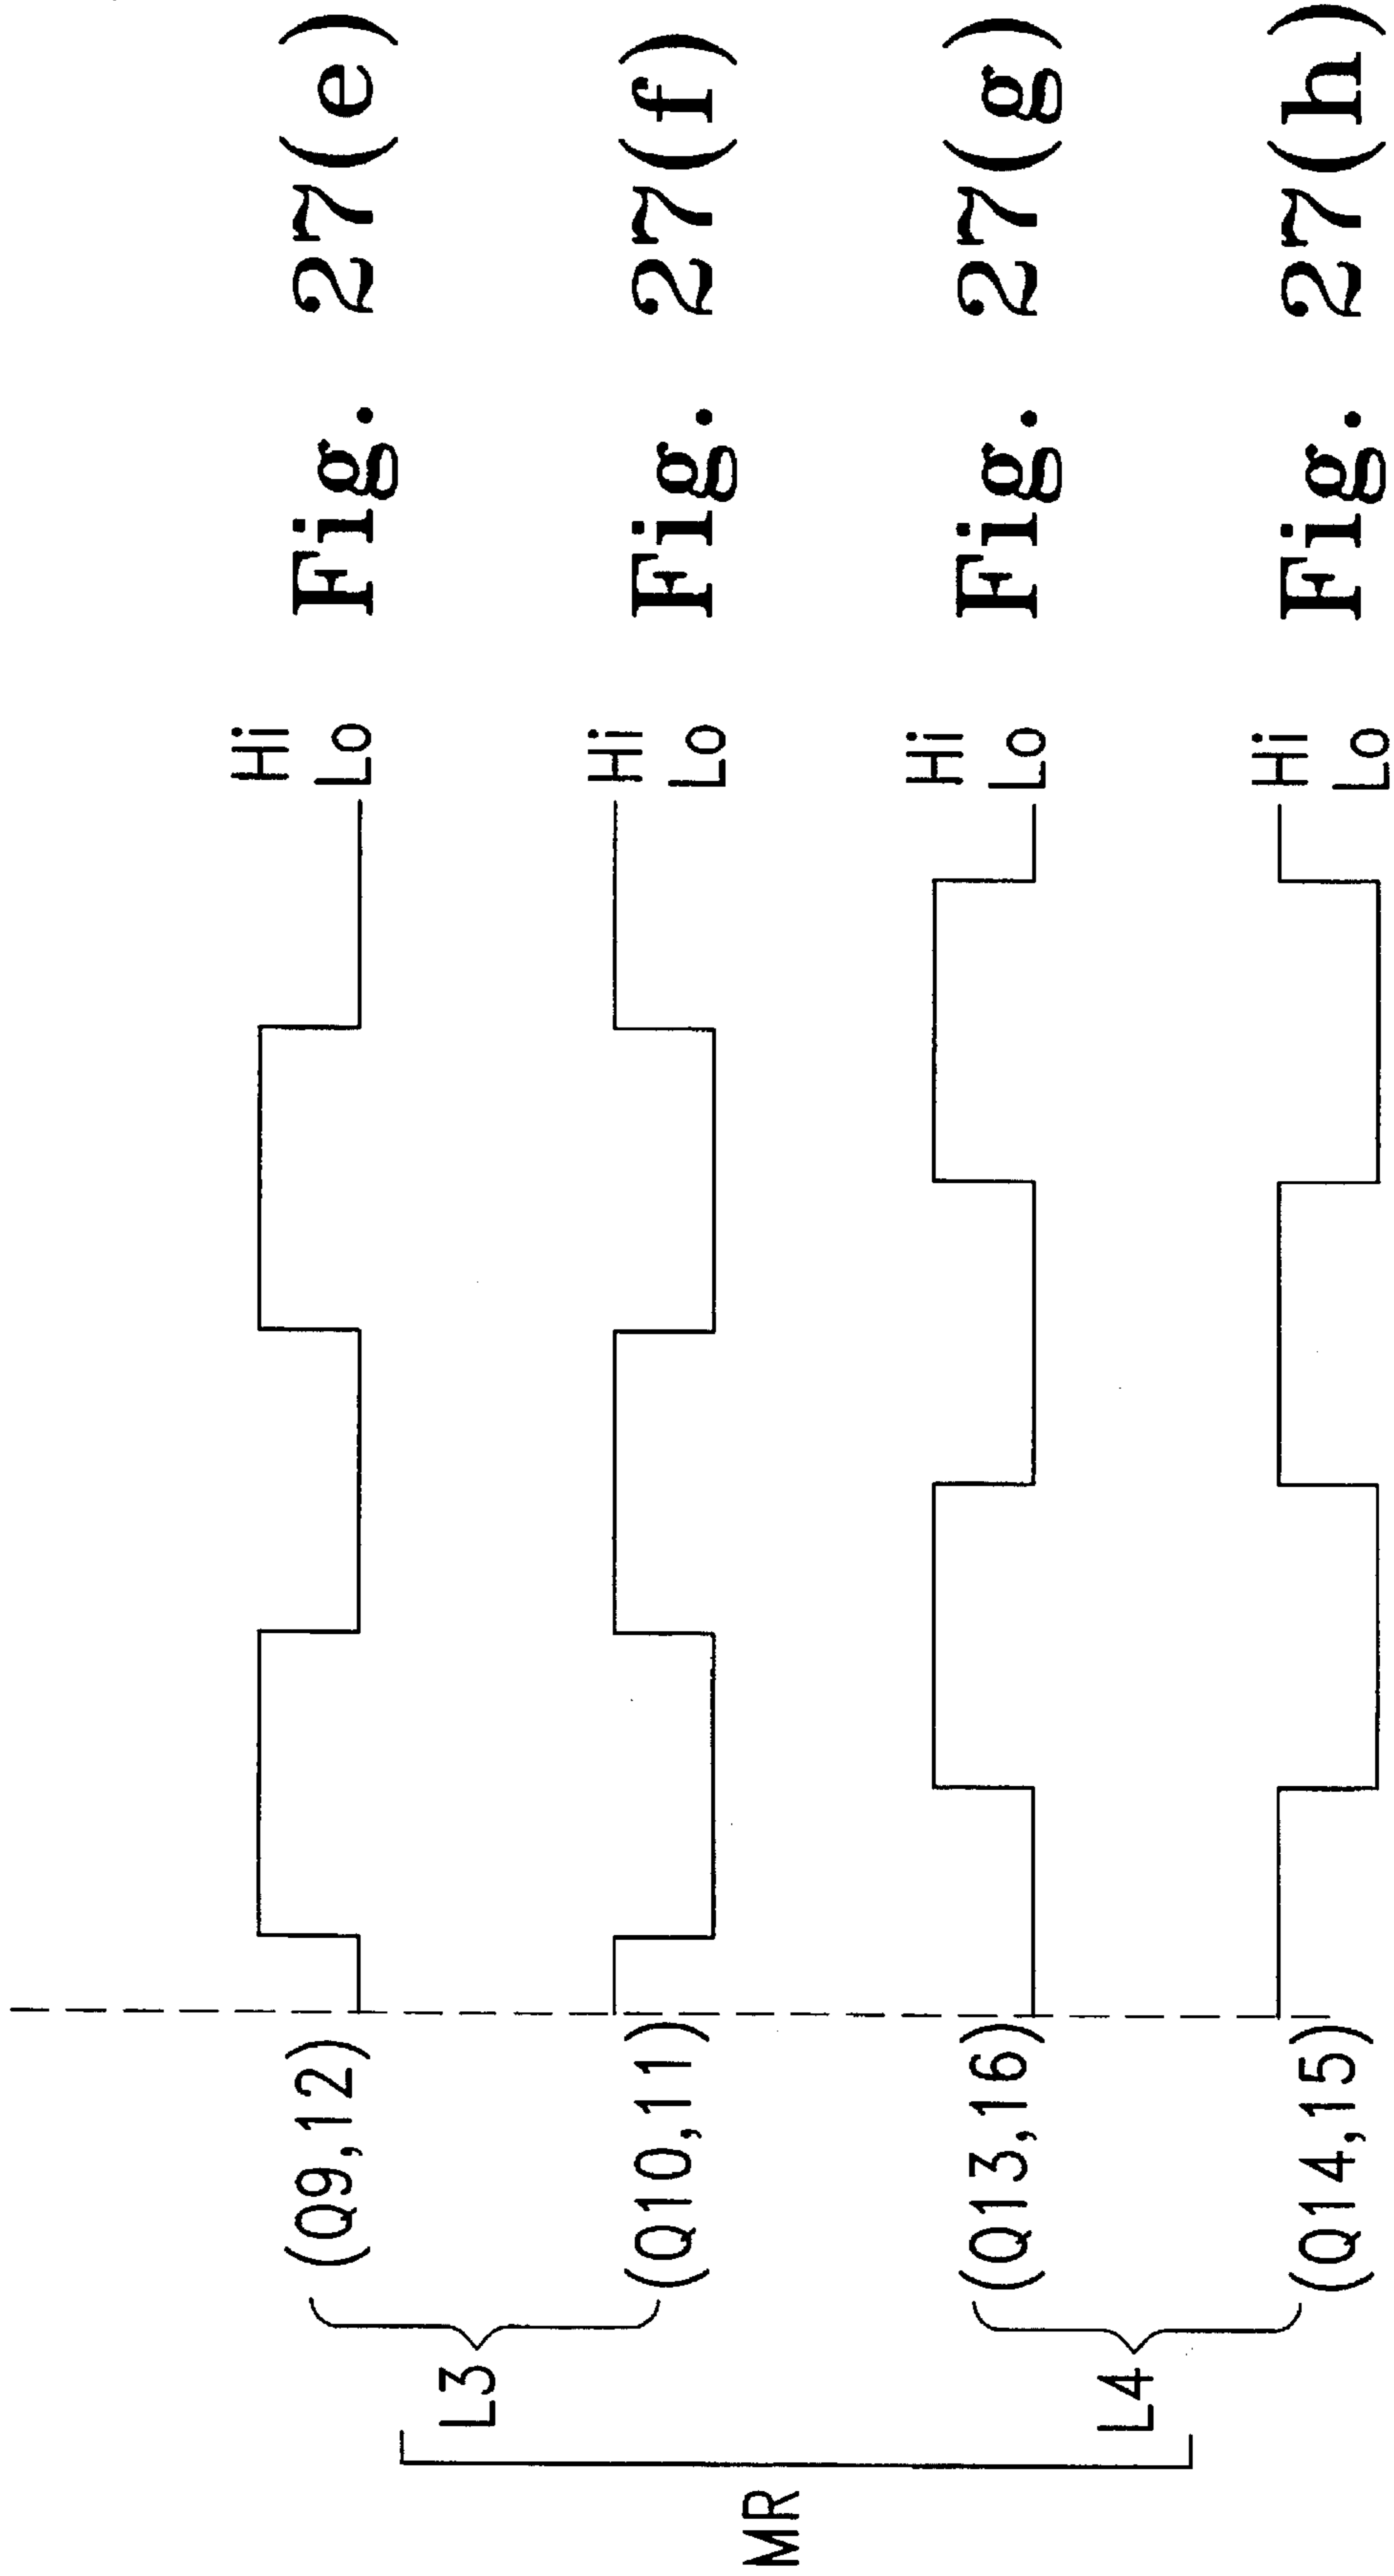 MR
L3
(Q9,12)
Hi
Lo
Fig. 27(e)
(Q10,11)
Hi
Lo
Fig. 27(f)
L4
(Q13,16)
Hi
Lo
Fig. 27(g)
(Q14,15)
Hi
Lo
Fig. 27(h)